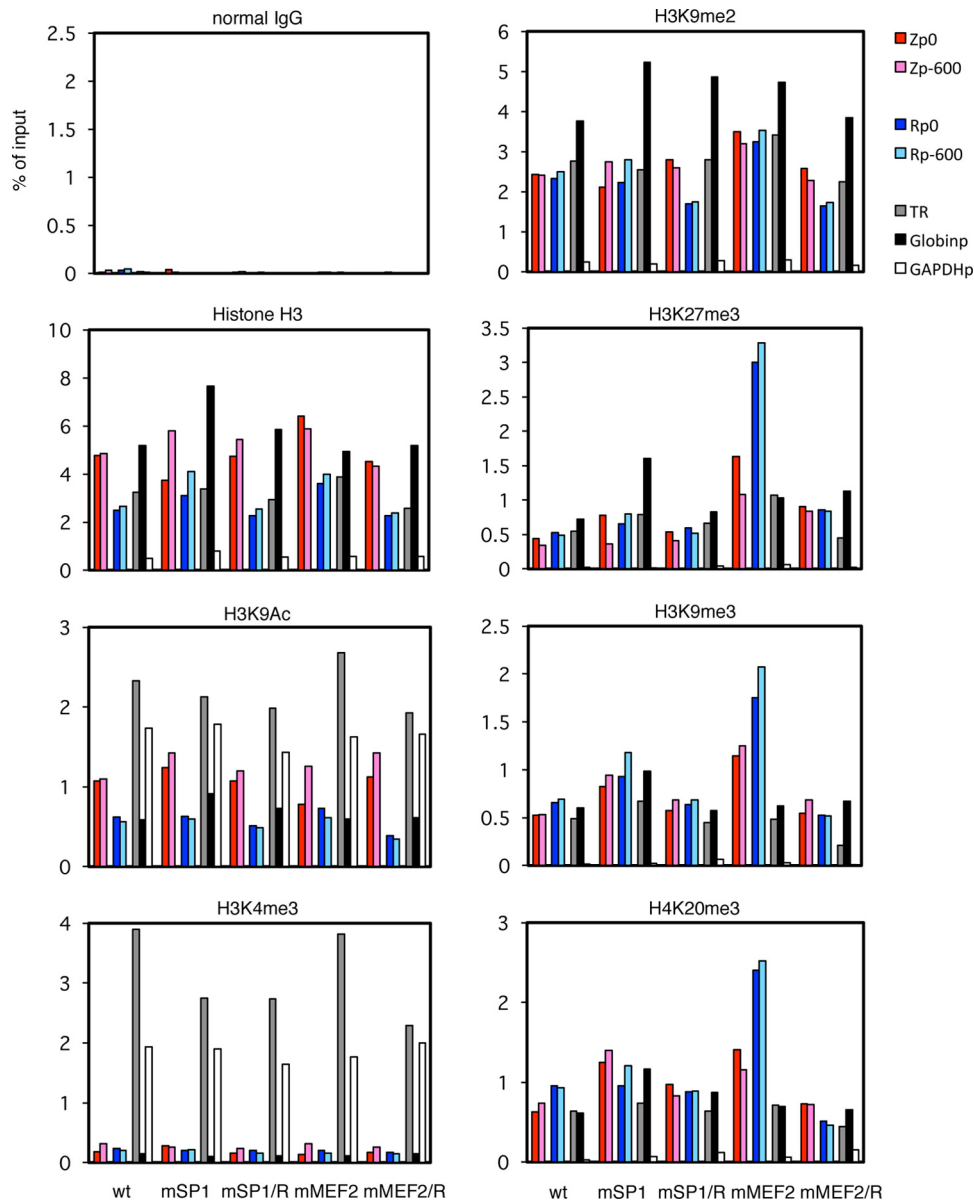 normal IgG
2.5
2
1.5
1
0.5
0
% of input
H3K9me2
6
5
4
3
2
1
0
Zp0
Zp-600
Rp0
Rp-600
TR
Globinp
GAPDHp
Histone H3
10
8
6
4
2
0
H3K27me3
3.5
3
2.5
2
1.5
1
0.5
0
H3K9Ac
3
2
1
0
H3K9me3
2.5
2
1.5
1
0.5
0
H3K4me3
4
3
2
1
0
wt mSP1 mSP1/R mMEF2 mMEF2/R
H4K20me3
3
2
1
0
wt mSP1 mSP1/R mMEF2 mMEF2/R